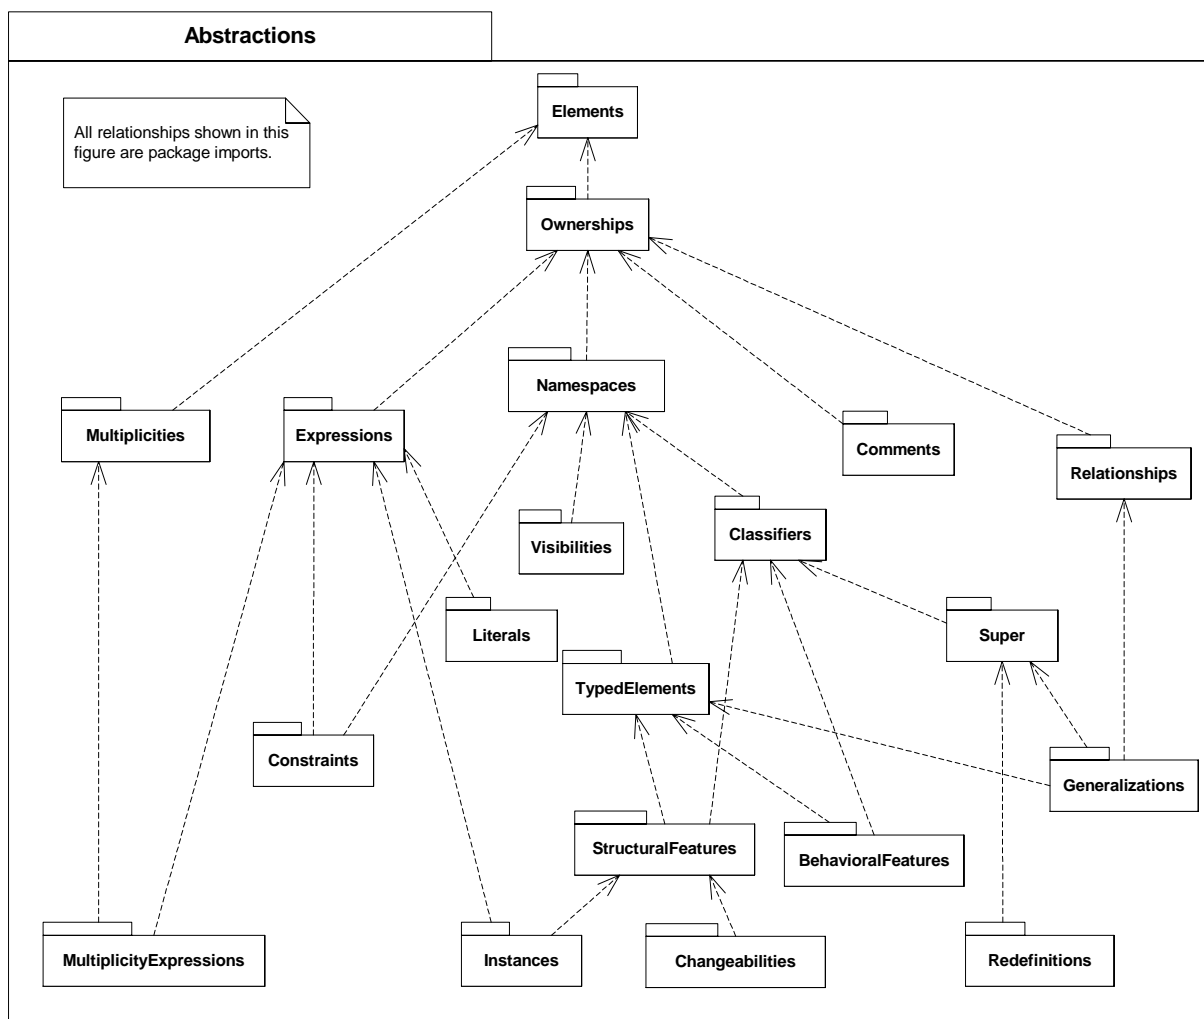 Abstractions
Elements
All relationships shown in this
figure are package imports.
Ownerships
Namespaces
Multiplicities
Expressions
Comments
Relationships
Classifiers
Visibilities
Literals
Super
TypedElements
Constraints
Generalizations
StructuralFeatures
BehavioralFeatures
MultiplicityExpressions
Instances
Changeabilities
Redefinitions